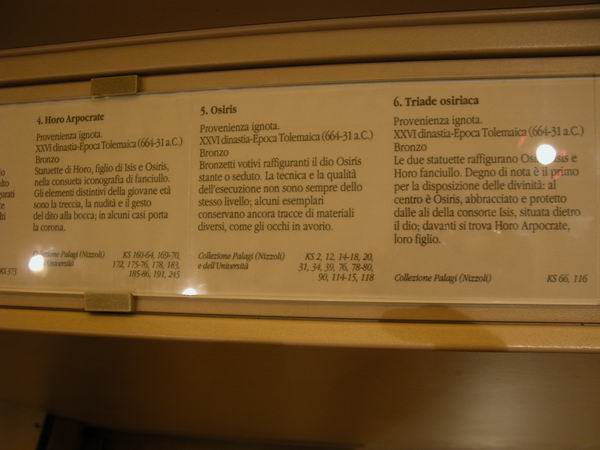 4. Horo Arpocrate
Provenienza ignota.
XXVI dinastia-Epoca Tolemaica (664-31 a.C.)
Bronzo
Statuette di Horo, figlio di Isis e Osiris,
nella consueta iconografia di fanciullo.
Gli elementi distintivi della giovane età
sono la treccia, la nudità e il gesto
del dito alla bocca; in alcuni casi porta
la corona.
Collezione Palagi (Nizzoli)
e dell'Università
KS 160-64, 169-70,
172, 175-76, 178, 183,
185-86, 191, 245
5. Osiris
Provenienza ignota.
XXVI dinastia-Epoca Tolemaica (664-31 a.C.)
Bronzo
Bronzetti votivi raffiguranti il dio Osiris
stante o seduto. La tecnica e la qualità
dell'esecuzione non sono sempre dello
stesso livello; alcuni esemplari
conservano ancora tracce di materiali
diversi, come gli occhi in avorio.
Collezione Palagi (Nizzoli)
e dell'Università
KS 2, 12, 14-18, 20,
31, 34, 39, 76, 78-80,
90, 114-15, 118
6. Triade osiriaca
Provenienza ignota.
XXVI dinastia-Epoca Tolemaica (664-31 a.C.)
Bronzo
Le due statuette raffigurano Isis e
Horo fanciullo. Degno di nota è il primo
per la disposizione delle divinità: al
centro è Osiris, abbracciato e protetto
dalle ali della consorte Isis, situata dietro
il dio; davanti si trova Horo Arpocrate,
loro figlio.
Collezione Palagi (Nizzoli)
KS 66, 116
KS 373